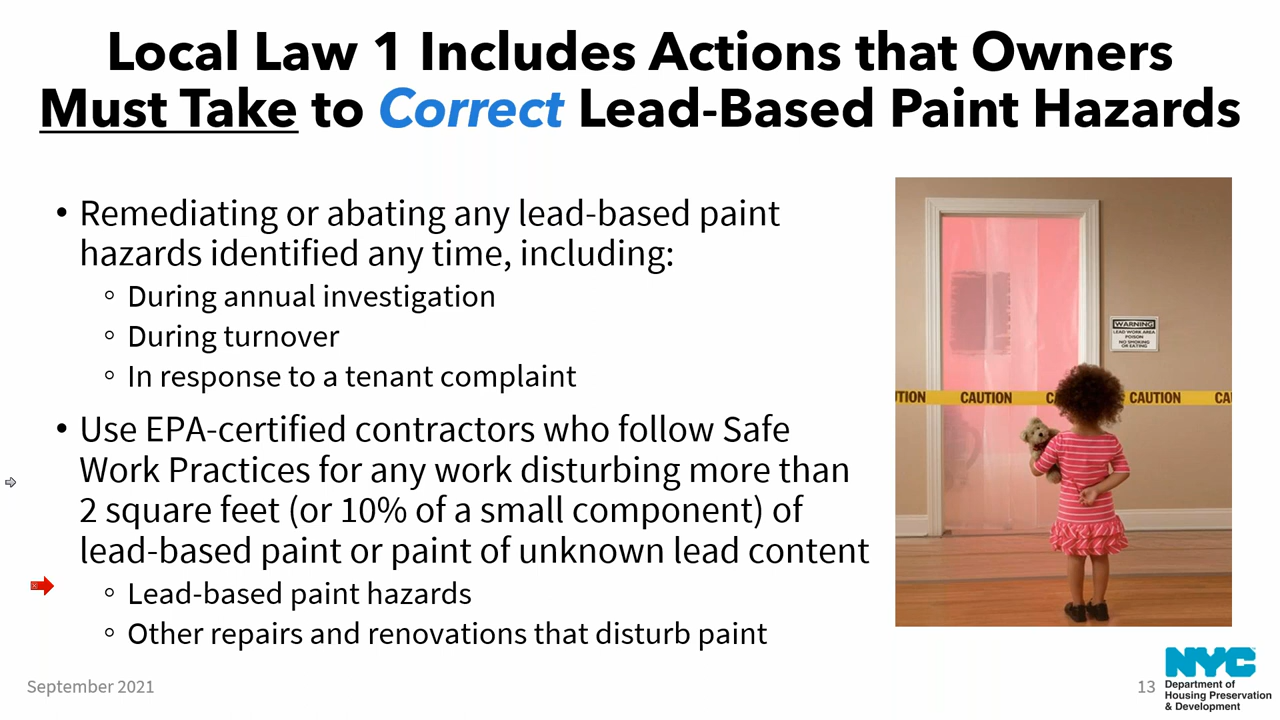 Local Law 1 Includes Actions that Owners
Must Take to Correct Lead-Based Paint Hazards
• Remediating or abating any lead-based paint
hazards identified any time, including:
◦ During annual investigation
◦ During turnover
◦ In response to a tenant complaint
• Use EPA-certified contractors who follow Safe
Work Practices for any work disturbing more than
2 square feet (or 10% of a small component) of
lead-based paint or paint of unknown lead content
◦ Lead-based paint hazards
◦ Other repairs and renovations that disturb paint
WARNING
LEAD WORK AREA
POISON
NO SMOKING
OR EATING
UTION CAUTION CA CAUTION CA
September 2021
13
NYC
Department of
Housing Preservation
& Development